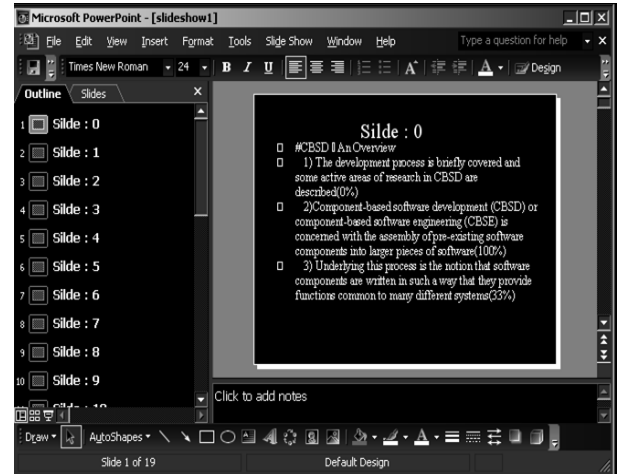 Microsoft PowerPoint - [slideshow1]
File Edit View Insert Format Tools Slide Show Window Help Type a question for help
Times New Roman 24 B I U A A Design
Outline Slides
1 Silde : 0
2 Silde : 1
3 Silde : 2
4 Silde : 3
5 Silde : 4
6 Silde : 5
7 Silde : 6
8 Silde : 7
9 Silde : 8
10 Silde : 9
Silde : 0
#CBSD An Overview
1) The development process is briefly covered and
some active areas of research in CBSD are
described(0%)
2)Component-based software development (CBSD) or
component-based software engineering (CBSE) is
concerned with the assembly of pre-existing software
components into larger pieces of software(100%)
3) Underlying this process is the notion that software
components are written in such a way that they provide
functions common to many different systems(33%)
Click to add notes
Draw AutoShapes A
Slide 1 of 19 Default Design